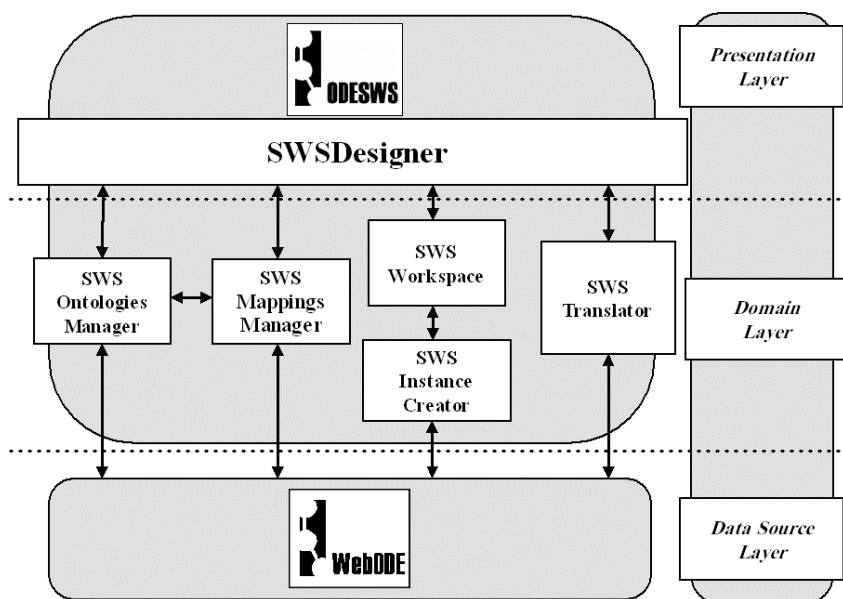 ODESWS
Presentation
Layer
SWSDesigner
SWS
Ontologies
Manager
SWS
Mappings
Manager
SWS
Workspace
SWS
Instance
Creator
SWS
Translator
Domain
Layer
WebODE
Data Source
Layer